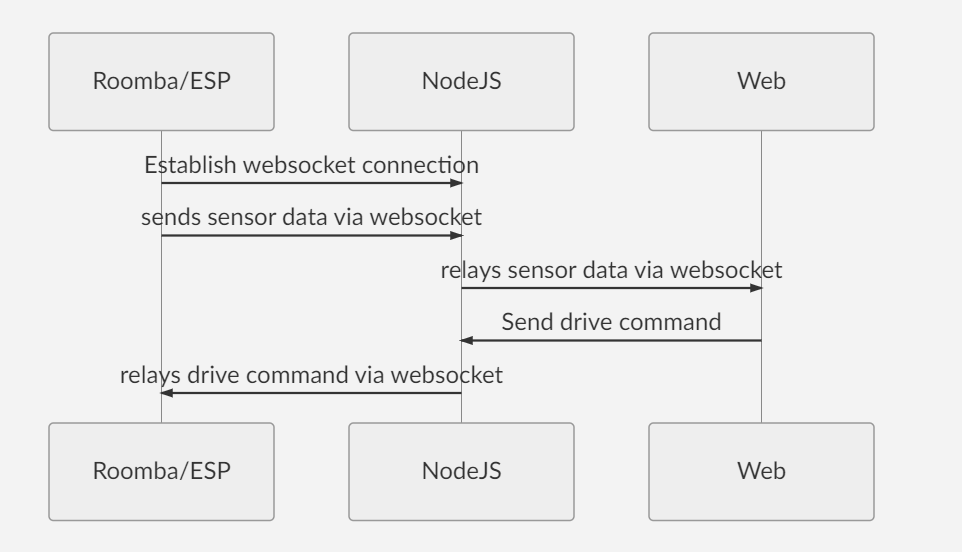 Roomba/ESP
NodeJS
Web
Establish websocket connection
sends sensor data via websocket
relays sensor data via websocket
Send drive command
relays drive command via websocket
Roomba/ESP
NodeJS
Web